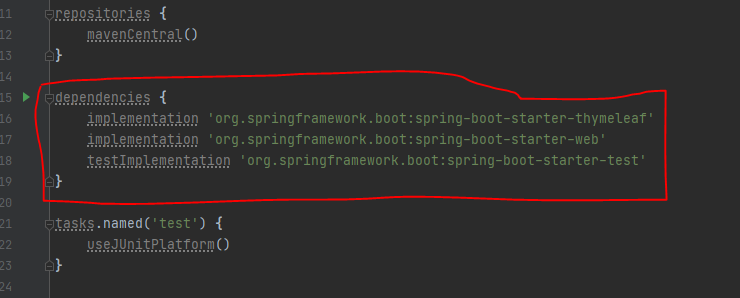 11 repositories {
12 mavenCentral()
13 }
14
15 dependencies {
16 implementation 'org.springframework.boot:spring-boot-starter-thymeleaf'
17 implementation 'org.springframework.boot:spring-boot-starter-web'
18 testImplementation 'org.springframework.boot:spring-boot-starter-test'
19 }
20
21 tasks.named('test') {
22 useJUnitPlatform()
23 }
24